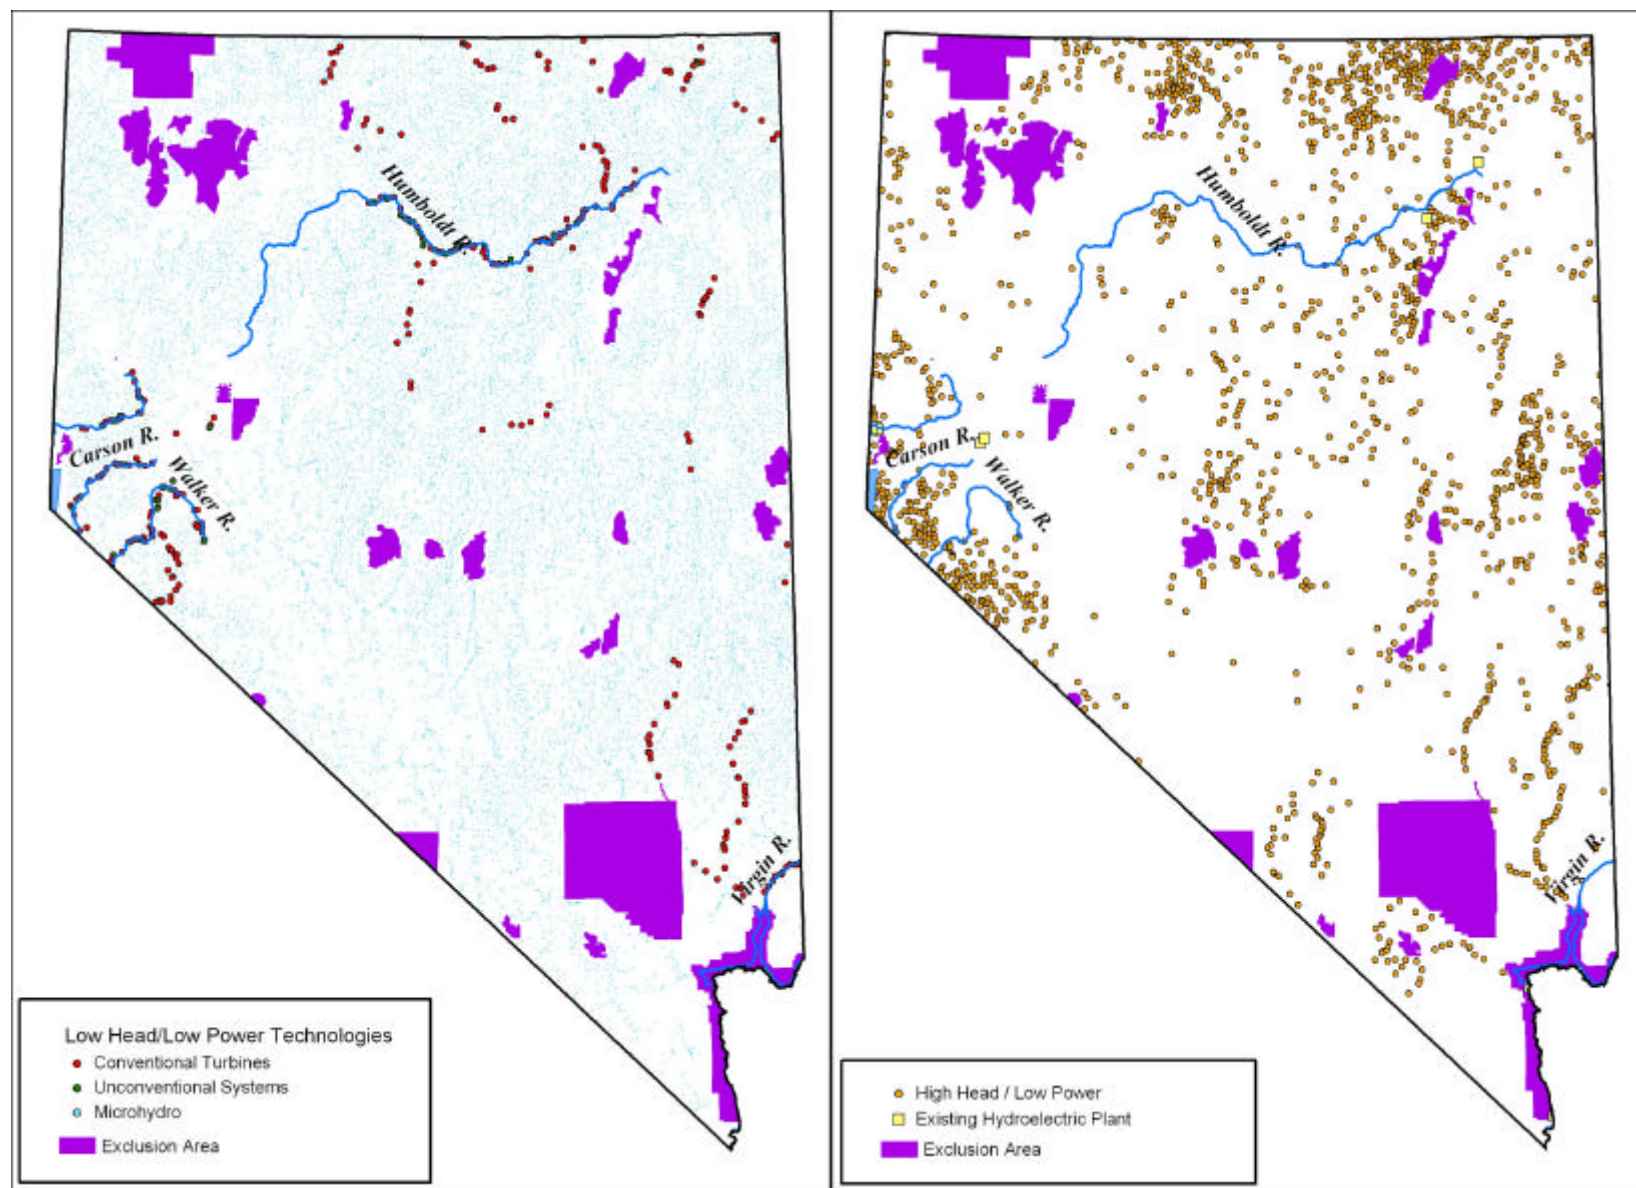 Humboldt R.
Carson R.
Walker R.
Virgin R.
Low Head/Low Power Technologies
Conventional Turbines
Unconventional Systems
Microhydro
Exclusion Area
Humboldt R.
Carson R.
Walker R.
Virgin R.
High Head / Low Power
Existing Hydroelectric Plant
Exclusion Area